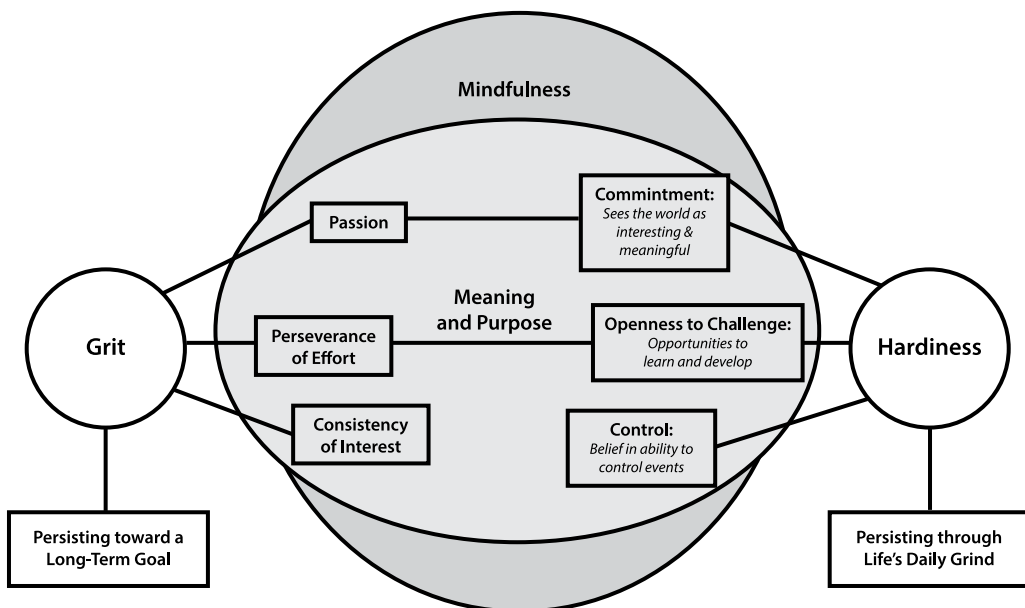 Mindfulness
Passion
Commintment:
Sees the world as
interesting &
meaningful
Meaning
and Purpose
Grit
Perseverance
of Effort
Openness to Challenge:
Opportunities to
learn and develop
Hardiness
Consistency
of Interest
Control:
Belief in ability to
control events
Persisting toward a
Long-Term Goal
Persisting through
Life's Daily Grind